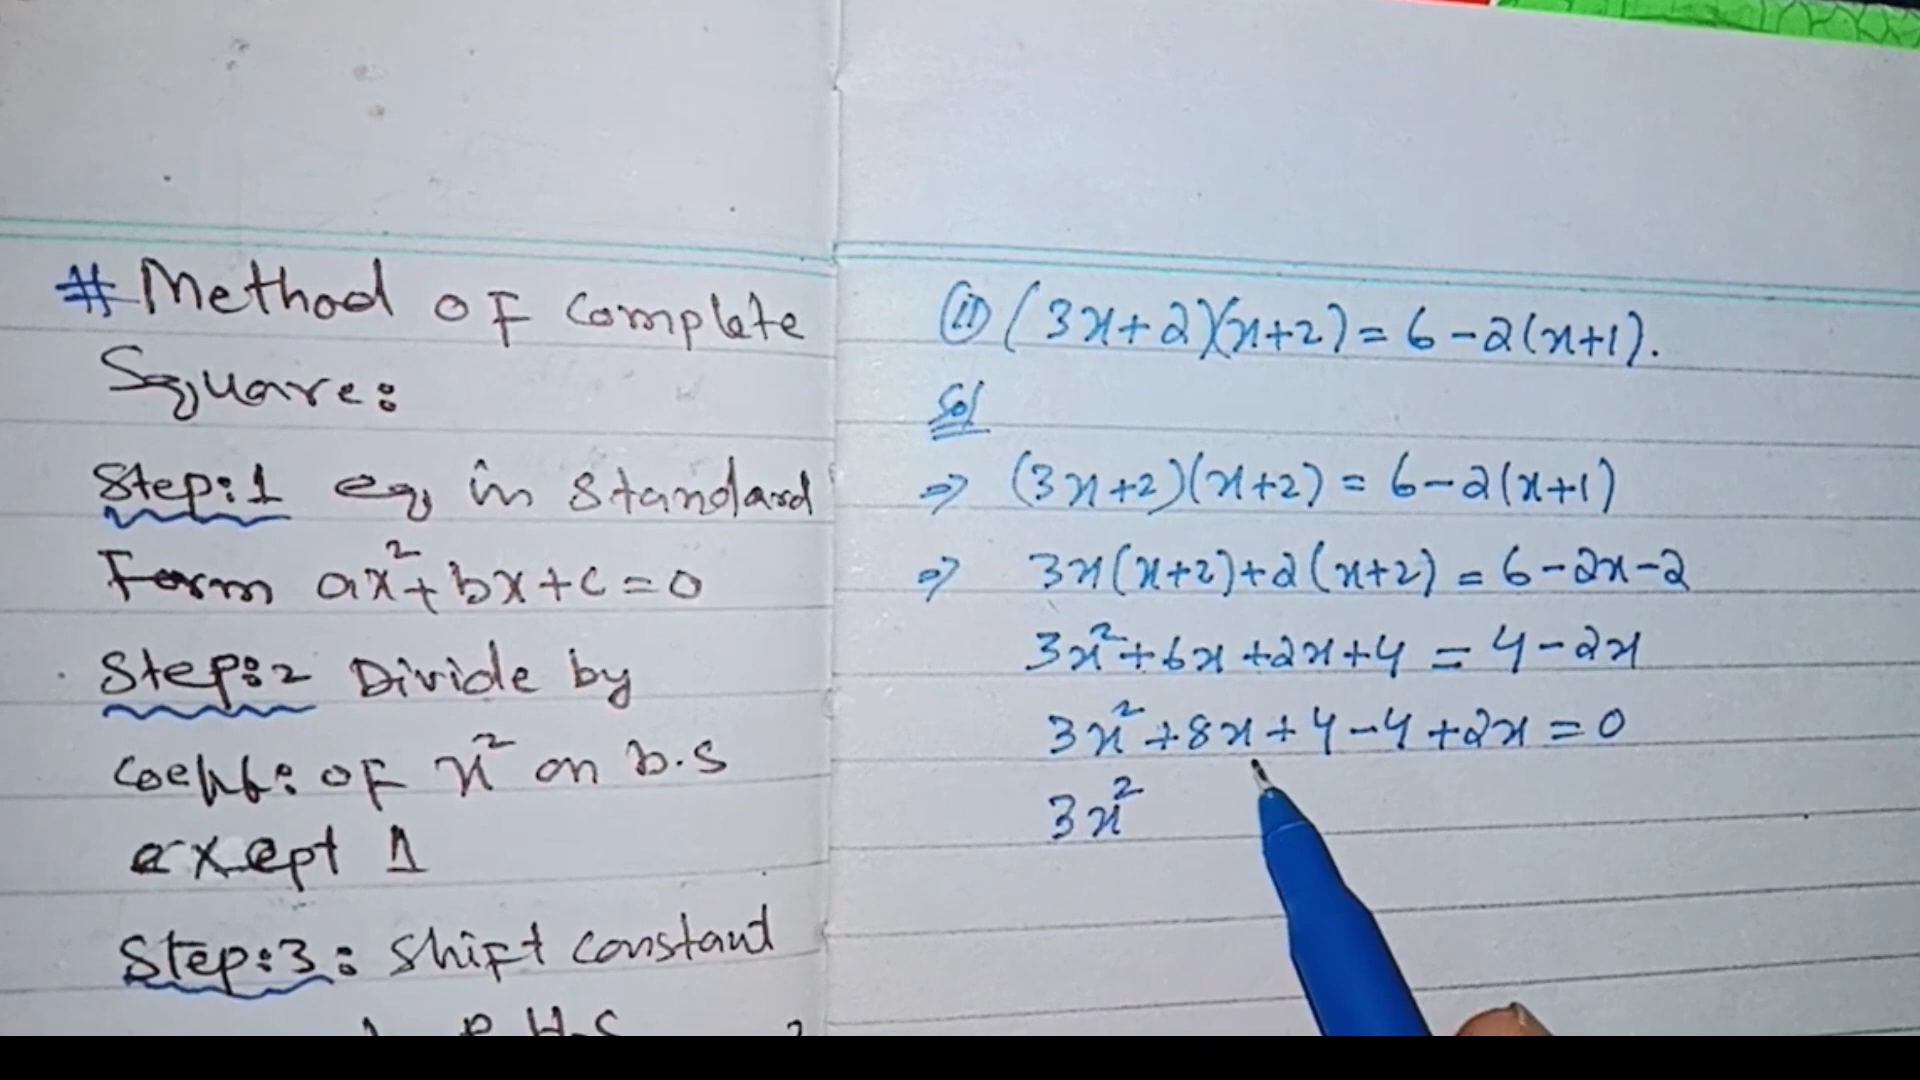 # Method of Complete
Square:
Step:1 eq in standard
Form ax²+bx+c=0
Step:2 Divide by
coeff: of x² on b.s
except 1
Step:3: Shift constant
R.H.S
(ii) (3x+2)(x+2)=6-2(x+1).
Sol
⇒ (3x+2)(x+2)=6-2(x+1)
⇒ 3x(x+2)+2(x+2)=6-2x-2
3x²+6x+2x+4=4-2x
3x²+8x+4-4+2x=0
3x²